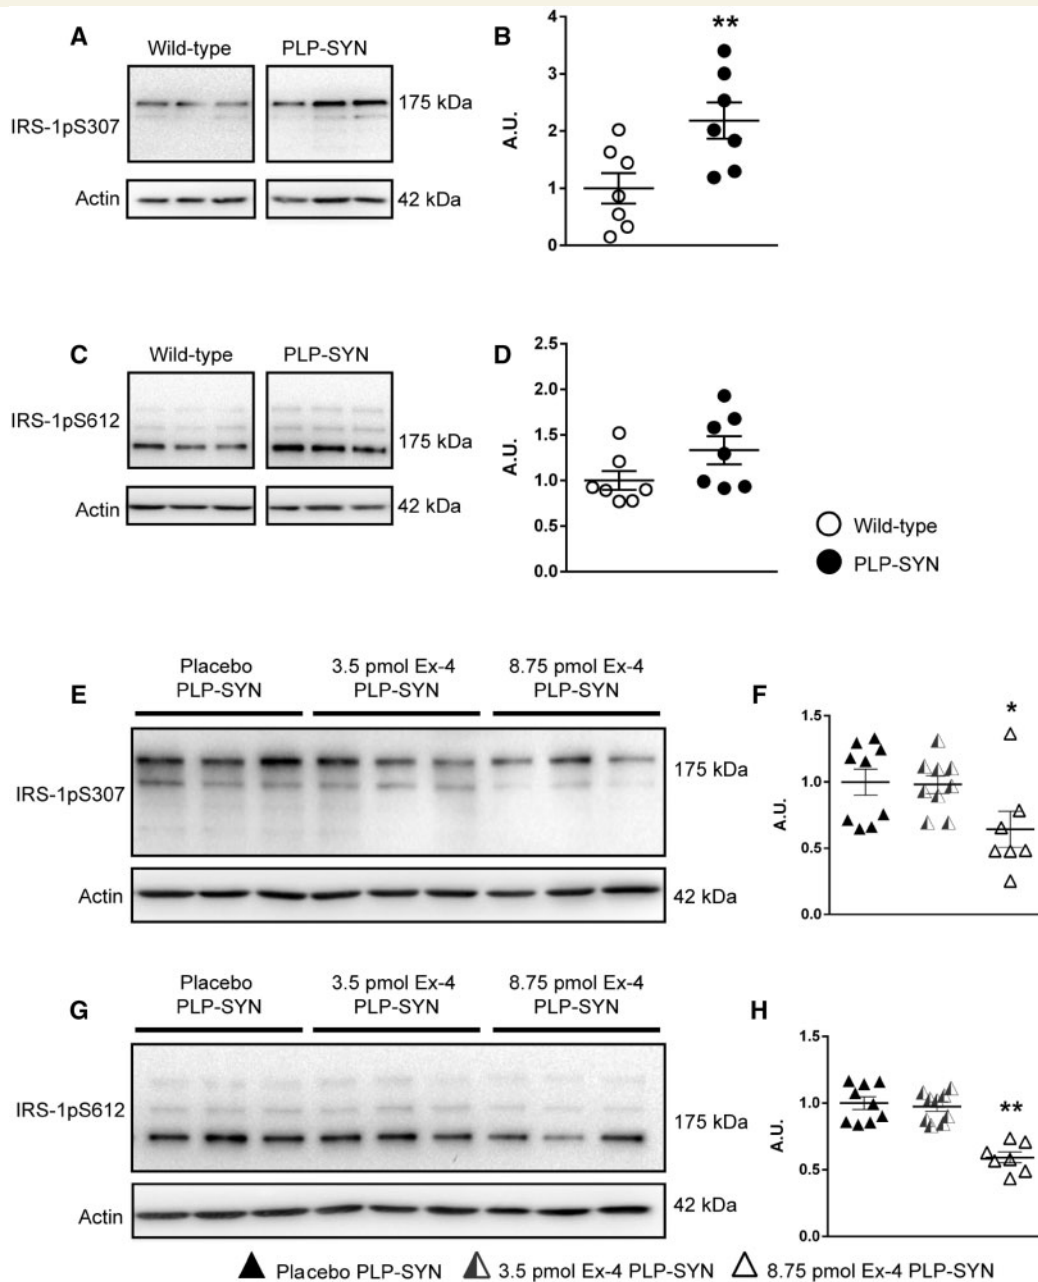 A
Wild-type PLP-SYN
IRS-1pS307
175 kDa
Actin
42 kDa
B
**
A.U.
4
3
2
1
0
C
Wild-type PLP-SYN
IRS-1pS612
175 kDa
Actin
42 kDa
D
A.U.
2.5
2.0
1.5
1.0
0.5
0.0
Wild-type
PLP-SYN
E
Placebo 3.5 pmol Ex-4 8.75 pmol Ex-4
PLP-SYN PLP-SYN PLP-SYN
IRS-1pS307
175 kDa
Actin
42 kDa
F
*
A.U.
1.5
1.0
0.5
0.0
G
Placebo 3.5 pmol Ex-4 8.75 pmol Ex-4
PLP-SYN PLP-SYN PLP-SYN
IRS-1pS612
175 kDa
Actin
42 kDa
H
**
A.U.
1.5
1.0
0.5
0.0
Placebo PLP-SYN 3.5 pmol Ex-4 PLP-SYN 8.75 pmol Ex-4 PLP-SYN